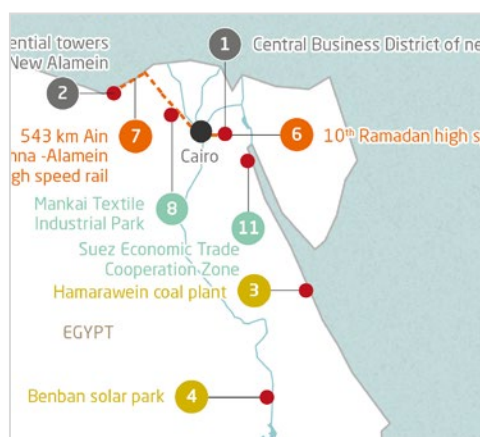 ential towers
New Alamein
2
1
Central Business District of ne
543 km Ain
nna -Alamein
gh speed rail
7
6
10th Ramadan high s
Cairo
Mankai Textile
Industrial Park
8
11
Suez Economic Trade
Cooperation Zone
Hamarawein coal plant
3
EGYPT
Benban solar park
4